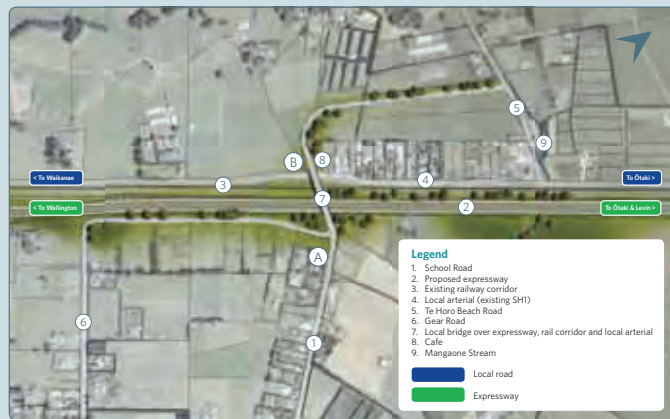 5
9
B
8
< To Waikanae
3
4
To Ōtaki >
< To Wellington
7
2
To Ōtaki & Levin >
A
6
1
Legend
1. School Road
2. Proposed expressway
3. Existing railway corridor
4. Local arterial (existing SH1)
5. Te Horo Beach Road
6. Gear Road
7. Local bridge over expressway, rail corridor and local arterial
8. Cafe
9. Mangaone Stream
Local road
Expressway